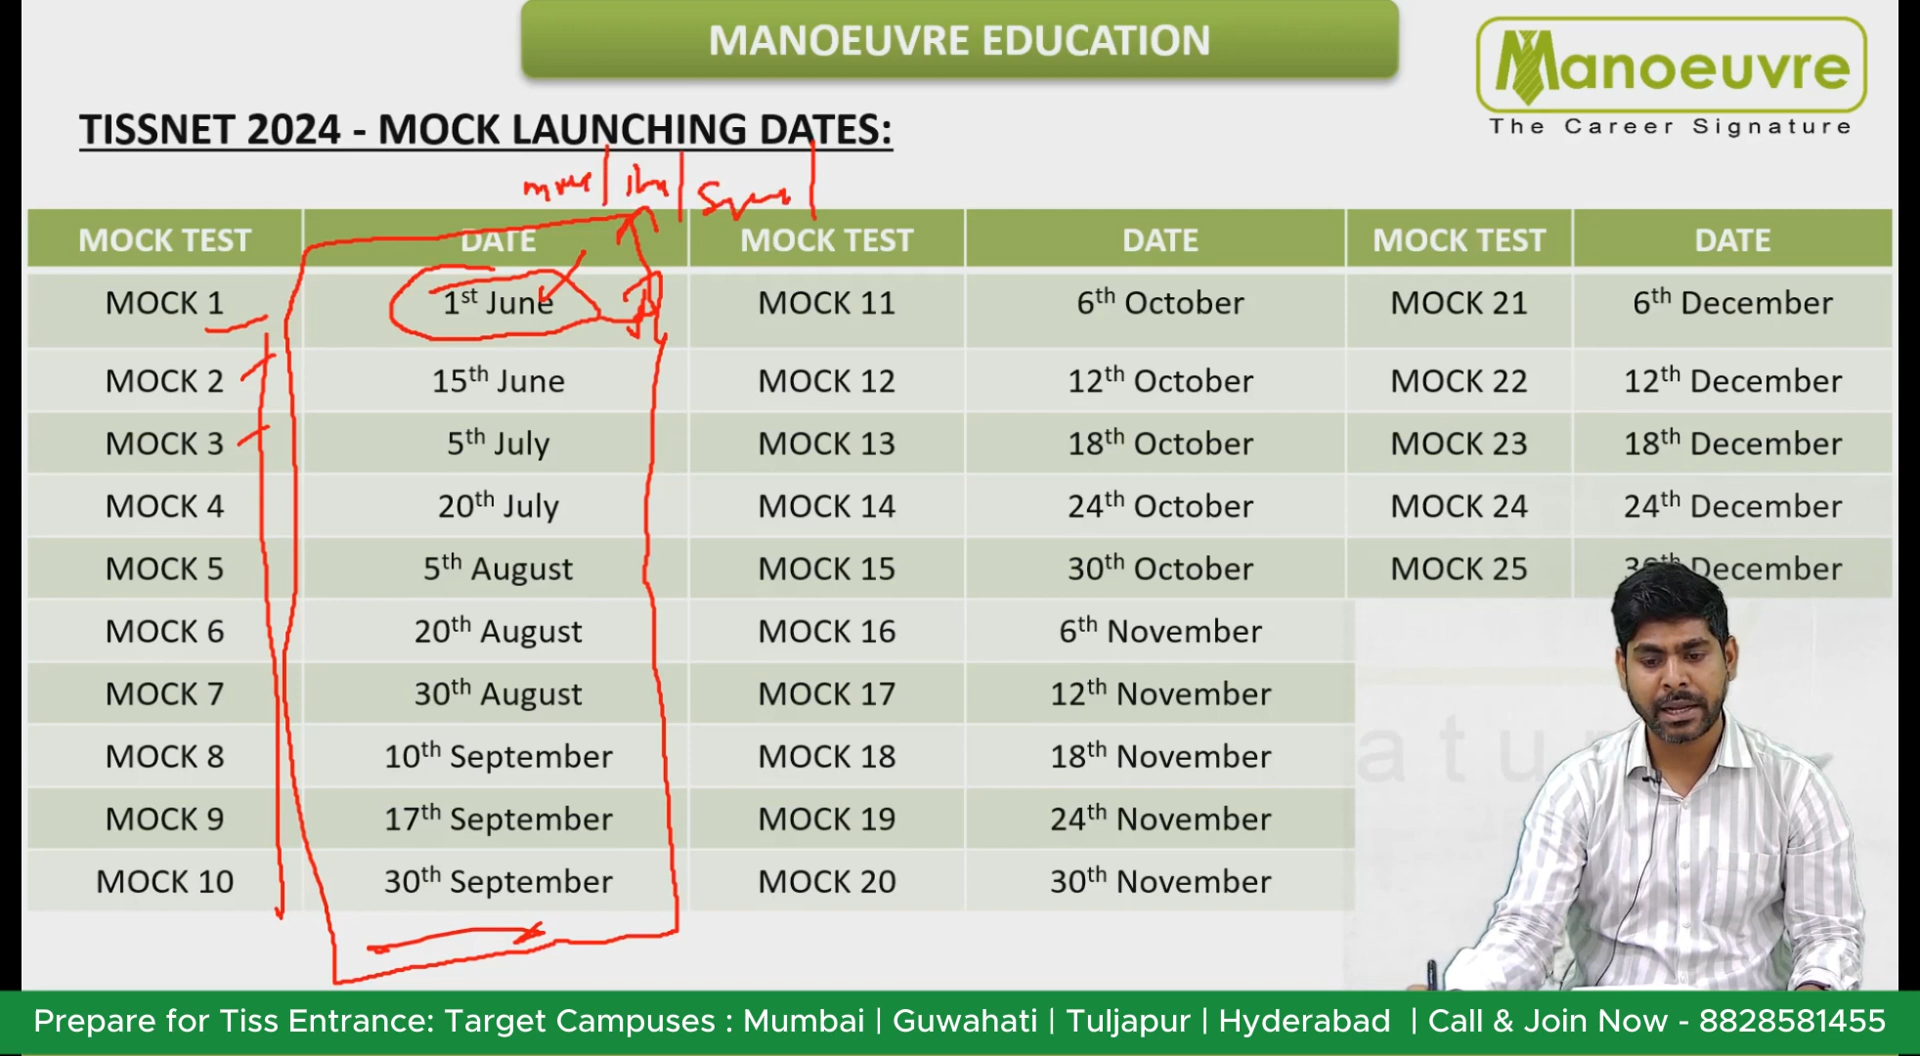 MANOEUVRE EDUCATION
Manoeuvre
The Career Signature
TISSNET 2024 - MOCK LAUNCHING DATES:
MOCK TEST DATE MOCK TEST DATE MOCK TEST DATE
MOCK 1 1st June MOCK 11 6th October MOCK 21 6th December
MOCK 2 15th June MOCK 12 12th October MOCK 22 12th December
MOCK 3 5th July MOCK 13 18th October MOCK 23 18th December
MOCK 4 20th July MOCK 14 24th October MOCK 24 24th December
MOCK 5 5th August MOCK 15 30th October MOCK 25 December
MOCK 6 20th August MOCK 16 6th November
MOCK 7 30th August MOCK 17 12th November
MOCK 8 10th September MOCK 18 18th November
MOCK 9 17th September MOCK 19 24th November
MOCK 10 30th September MOCK 20 30th November
Prepare for Tiss Entrance: Target Campuses : Mumbai | Guwahati | Tuljapur | Hyderabad | Call & Join Now - 8828581455